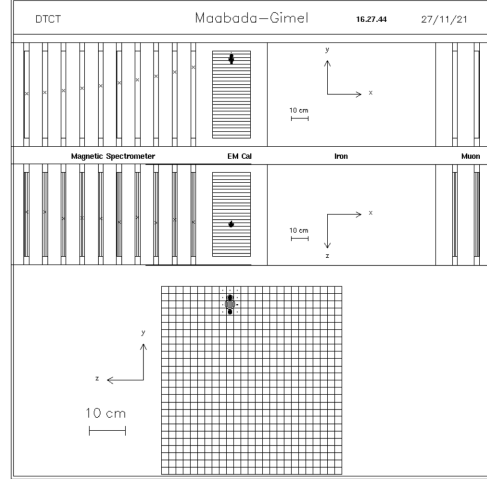 DTCT Maabada-Gimel 16.27.44 27/11/21
y
x
10 cm
Magnetic Spectrometer EM Cal Iron Muon
x
10 cm
z
y
z
10 cm